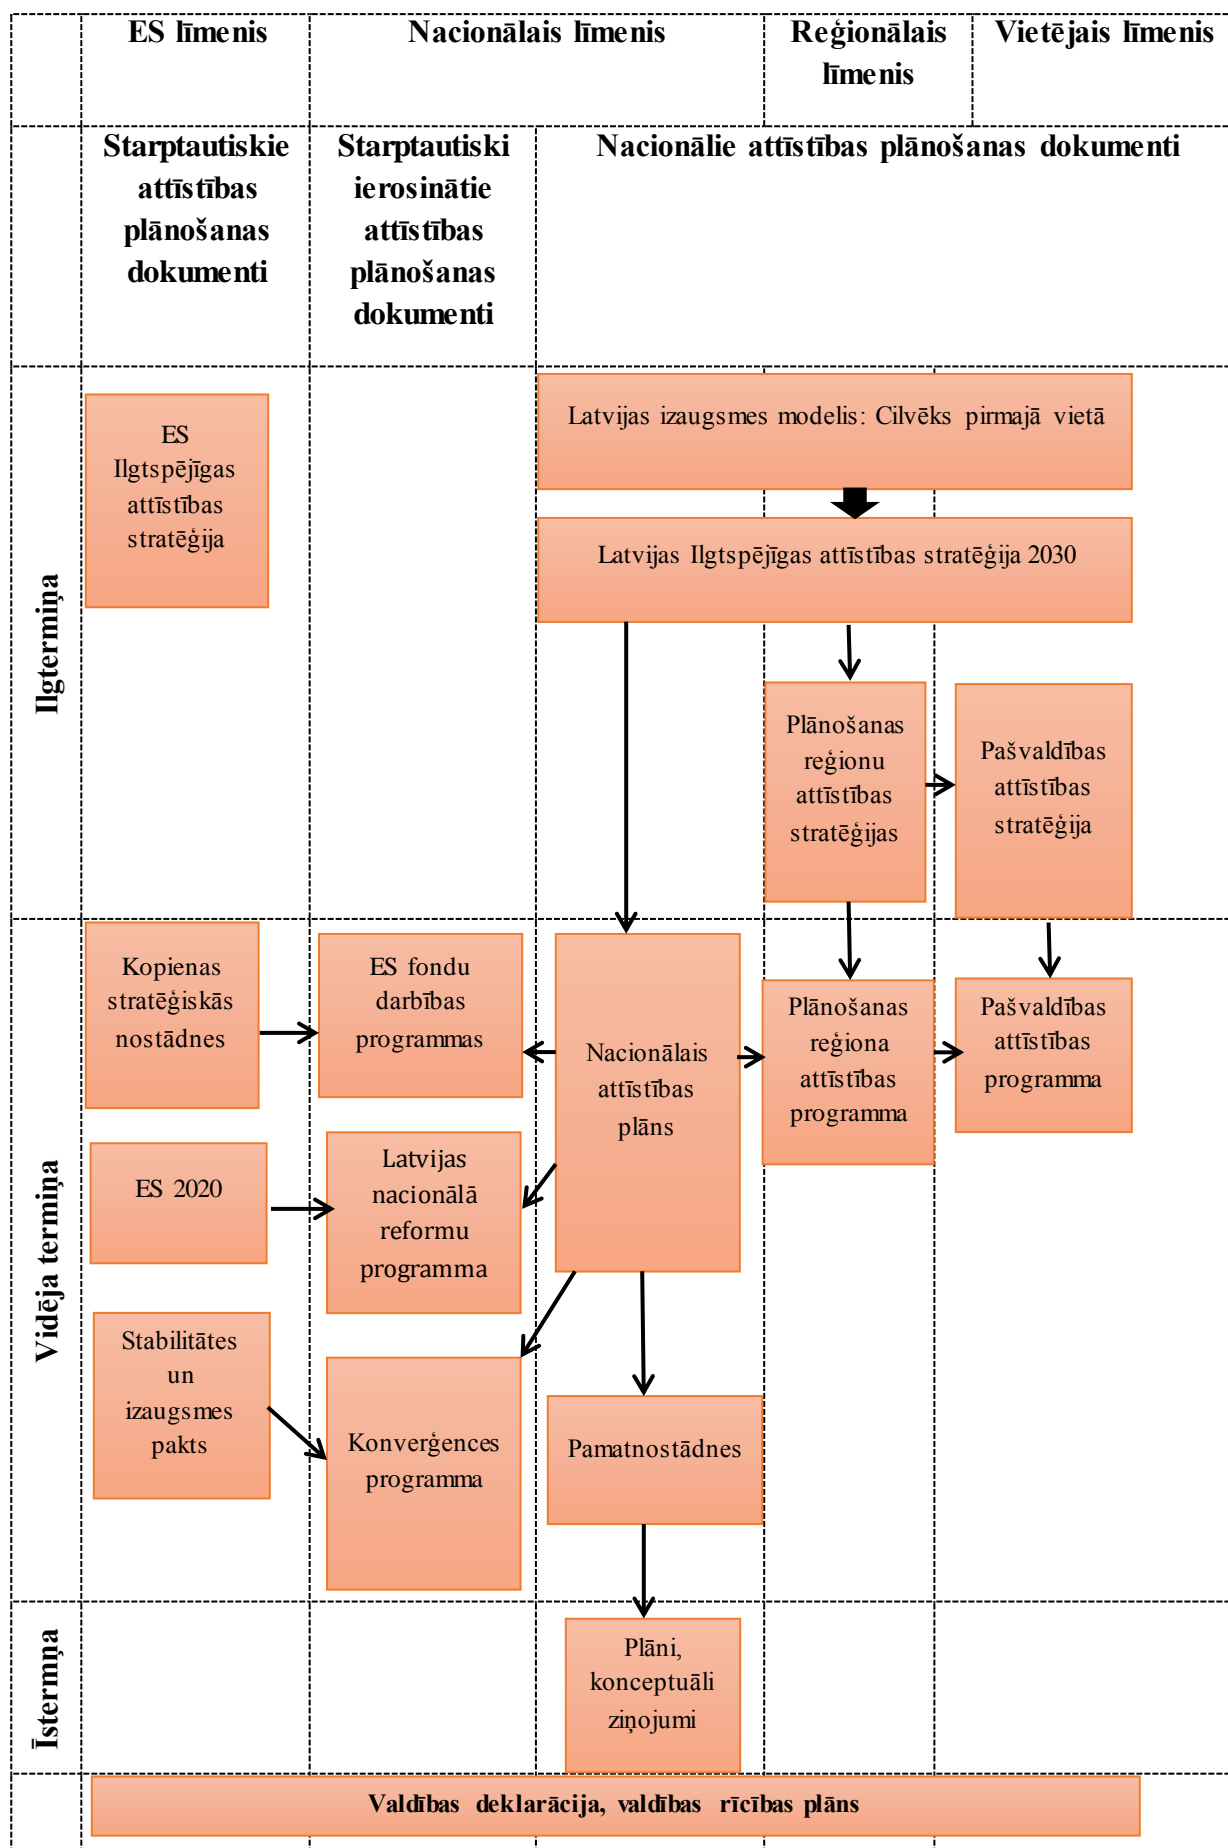 ES līmenis
Nacionālais līmenis
Reģionālais
līmenis
Vietējais līmenis
Starptautiskie
attīstības
plānošanas
dokumenti
Starptautiski
ierosinātie
attīstības
plānošanas
dokumenti
Nacionālie attīstības plānošanas dokumenti
Ilgtermiņa
ES
Ilgtspējīgas
attīstības
stratēģija
Latvijas izaugsmes modelis: Cilvēks pirmajā vietā
Latvijas Ilgtspējīgas attīstības stratēģija 2030
Plānošanas
reģionu
attīstības
stratēģijas
Pašvaldības
attīstības
stratēģija
Vidēja termiņa
Kopienas
stratēģiskās
nostādnes
ES fondu
darbības
programmas
Nacionālais
attīstības
plāns
Plānošanas
reģiona
attīstības
programma
Pašvaldības
attīstības
programma
ES 2020
Latvijas
nacionālā
reformu
programma
Stabilitātes
un
izaugsmes
pakts
Konverģences
programma
Pamatnostādnes
Īstermņa
Plāni,
konceptuāli
ziņojumi
Valdības deklarācija, valdības rīcības plāns